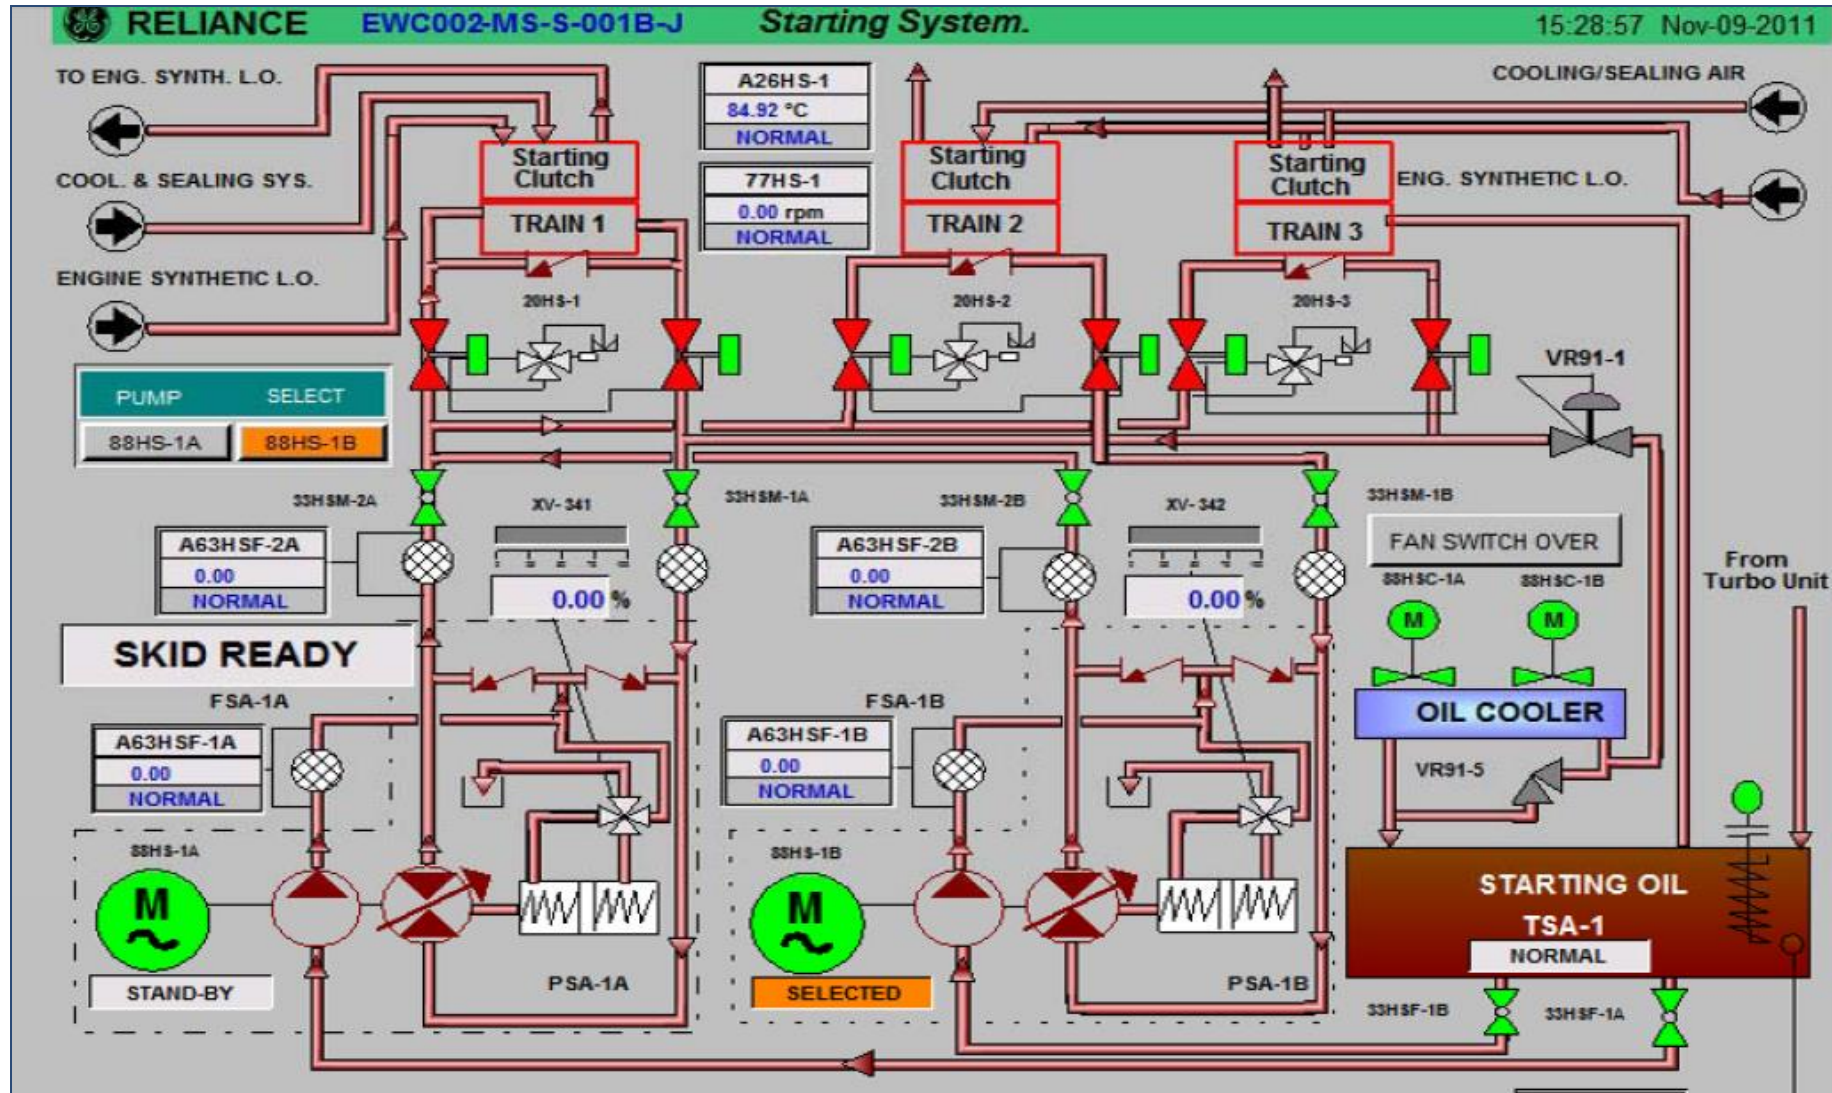 RELIANCE EWC002-MS-S-001B-J Starting System. 15:28:57 Nov-09-2011
TO ENG. SYNTH. L.O.
COOL. & SEALING SYS.
ENGINE SYNTHETIC L.O.
A26HS-1
84.92 °C
NORMAL
77HS-1
0.00 rpm
NORMAL
COOLING/SEALING AIR
ENG. SYNTHETIC L.O.
Starting
Clutch
TRAIN 1
Starting
Clutch
TRAIN 2
Starting
Clutch
TRAIN 3
20HS-1
20HS-2
20HS-3
VR91-1
PUMP SELECT
88HS-1A 88HS-1B
33HSM-2A
XV-341
33HSM-1A
33HSM-2B
XV-342
33HSM-1B
A63HSF-2A
0.00
NORMAL
0.00 %
A63HSF-2B
0.00
NORMAL
0.00 %
FAN SWITCH OVER
88HSC-1A 88HSC-1B
M M
From
Turbo Unit
SKID READY
FSA-1A
A63HSF-1A
0.00
NORMAL
FSA-1B
A63HSF-1B
0.00
NORMAL
OIL COOLER
VR91-5
88HS-1A
M
STAND-BY
PSA-1A
88HS-1B
M
SELECTED
PSA-1B
STARTING OIL
TSA-1
NORMAL
33HSF-1B
33HSF-1A